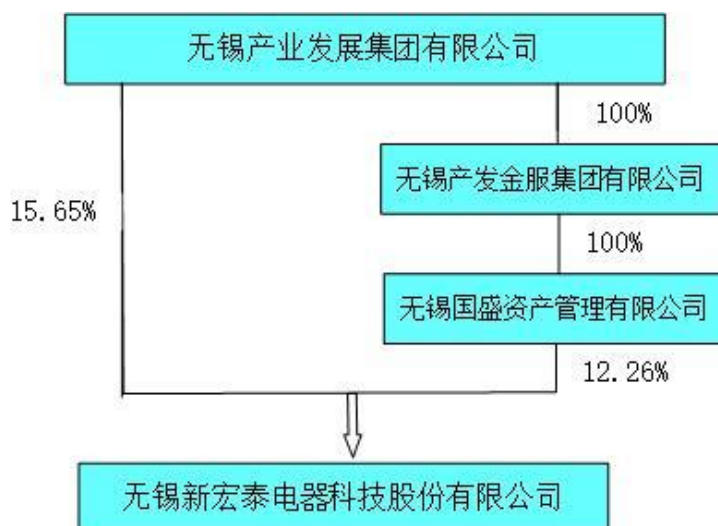 无锡产业发展集团有限公司
100%
无锡产发金服集团有限公司
15.65%
100%
无锡国盛资产管理有限公司
12.26%
无锡新宏泰电器科技股份有限公司